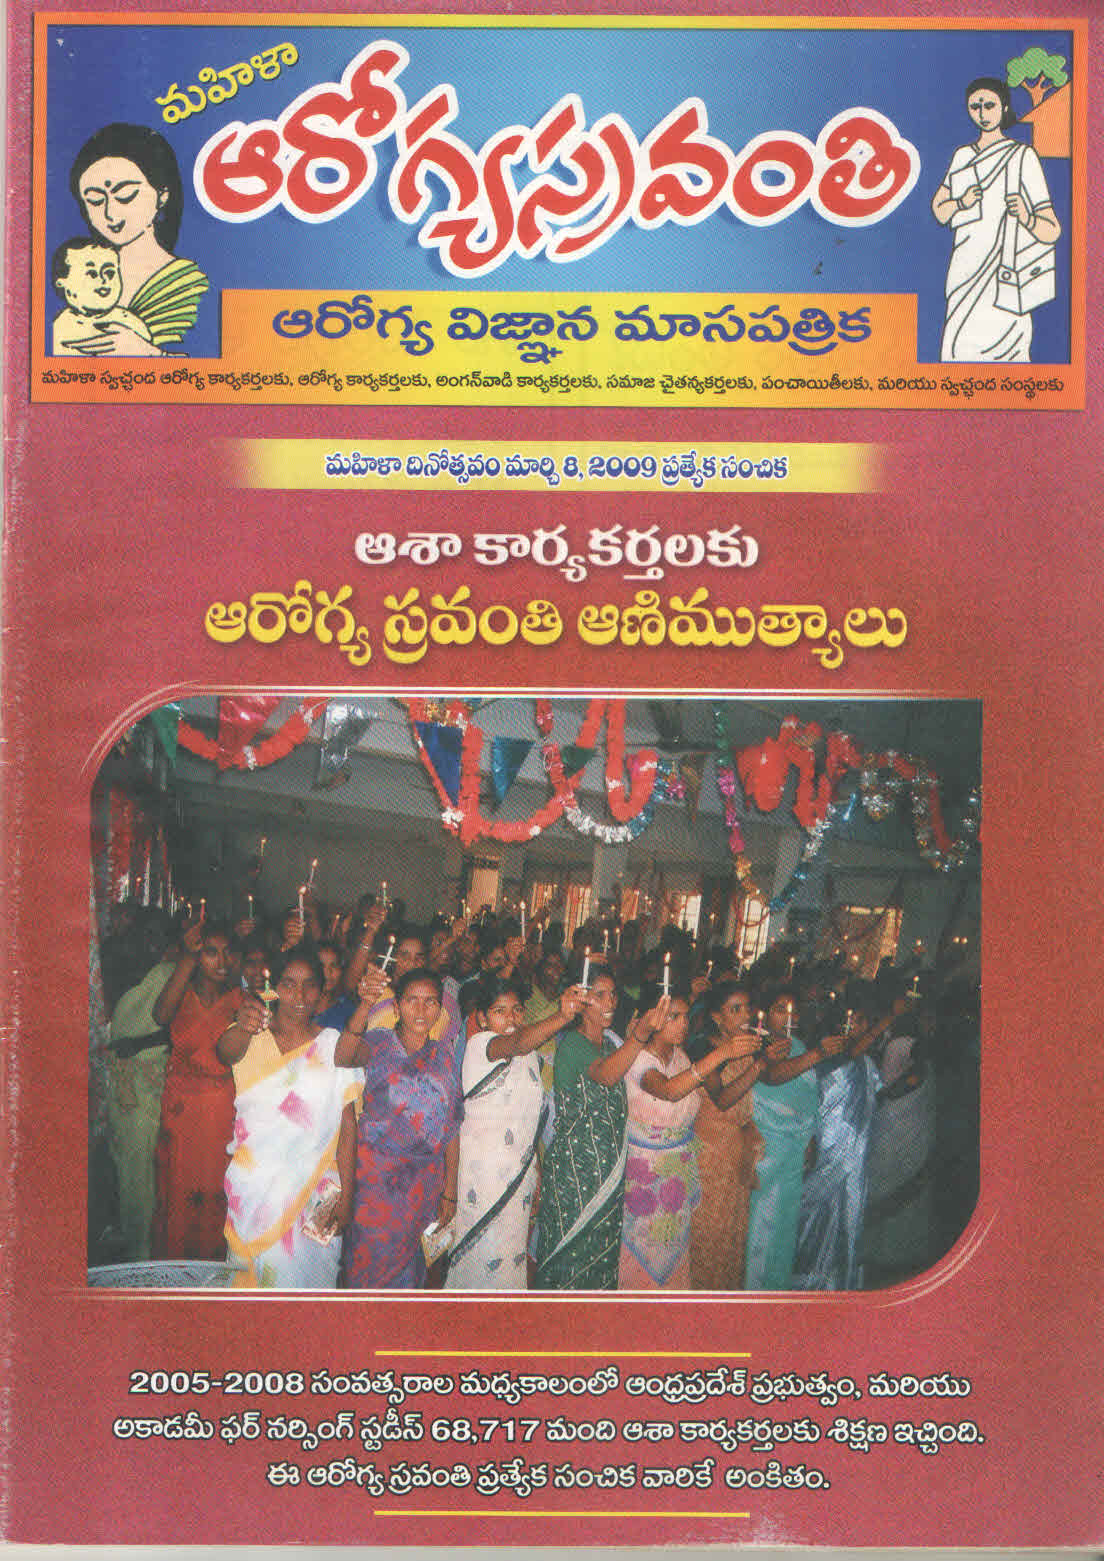 మహిళా
ఆరోగ్యస్రవంతి
ఆరోగ్య విజ్ఞాన మాసపత్రిక
మహిళా స్వచ్ఛంద ఆరోగ్య కార్యకర్తలకు, ఆరోగ్య కార్యకర్తలకు, అంగన్‌వాడి కార్యకర్తలకు, సమాజ చైతన్యకర్తలకు, పంచాయితీలకు, మరియు స్వచ్ఛంద సంస్థలకు
మహిళా దినోత్సవం మార్చి 8, 2009 ప్రత్యేక సంచిక
ఆశా కార్యకర్తలకు
ఆరోగ్య స్రవంతి ఆణిముత్యాలు
2005-2008 సంవత్సరాల మధ్యకాలంలో ఆంధ్రప్రదేశ్ ప్రభుత్వం, మరియు
అకాడమీ ఫర్ నర్సింగ్ స్టడీస్ 68,717 మంది ఆశా కార్యకర్తలకు శిక్షణ ఇచ్చింది.
ఈ ఆరోగ్య స్రవంతి ప్రత్యేక సంచిక వారికే అంకితం.